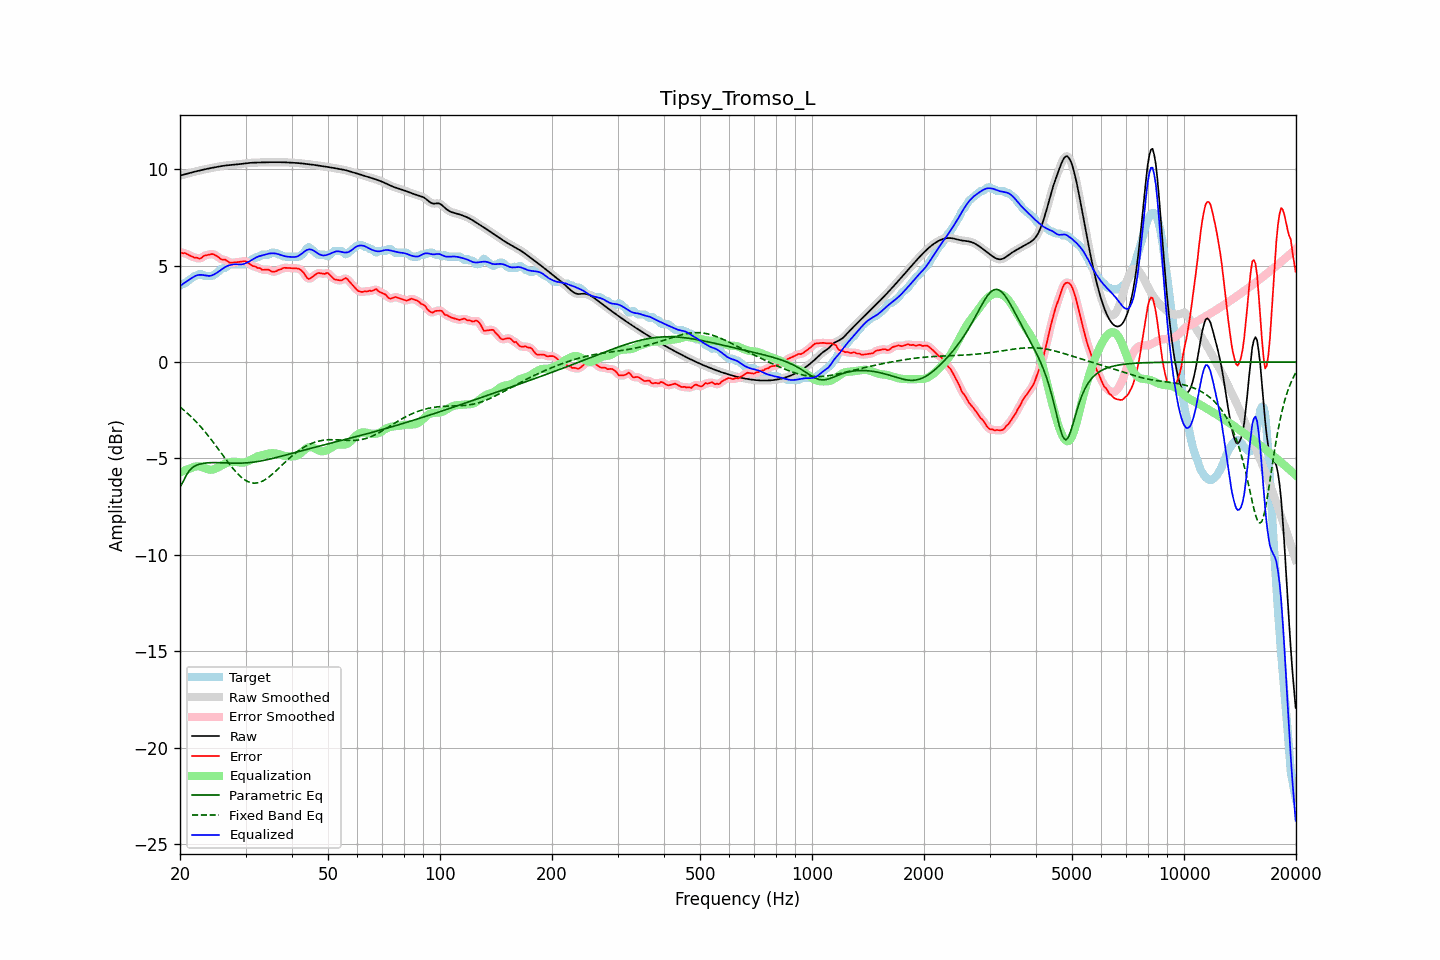 Tipsy_Tromso_L
Amplitude (dBr)
10
5
0
−5
−10
−15
−20
−25
Target
Raw Smoothed
Error Smoothed
Raw
Error
Equalization
Parametric Eq
Fixed Band Eq
Equalized
20 50 100 200 500 1000 2000 5000 10000 20000
Frequency (Hz)